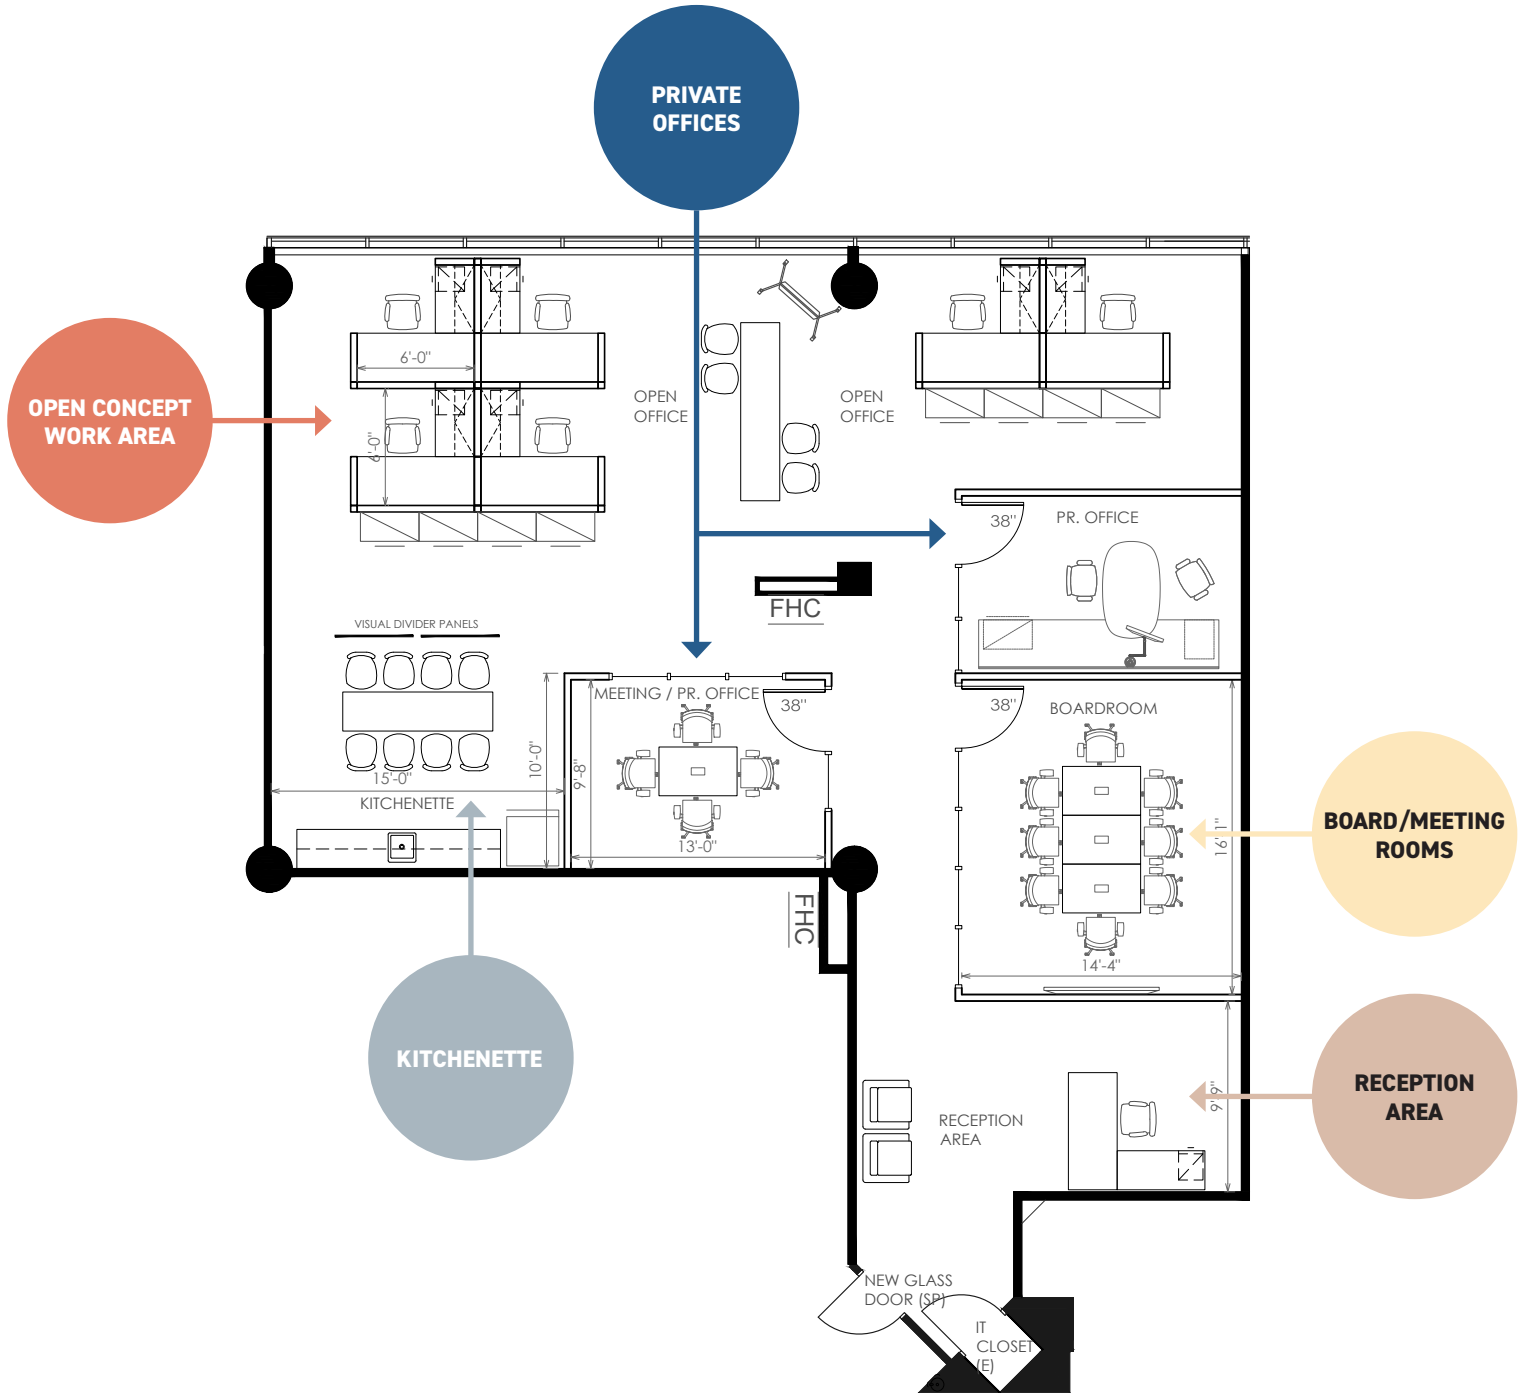 PRIVATE
OFFICES
OPEN CONCEPT
WORK AREA
6'-0"
6'-0"
OPEN
OFFICE
OPEN
OFFICE
38"
PR. OFFICE
FHC
VISUAL DIVIDER PANELS
MEETING / PR. OFFICE
38"
38"
BOARDROOM
10'-0"
9'-8"
15'-0"
KITCHENETTE
13'-0"
16'-1"
BOARD/MEETING
ROOMS
FHC
14'-4"
KITCHENETTE
RECEPTION
AREA
9'-9"
RECEPTION
AREA
NEW GLASS
DOOR (SP)
IT
CLOSET
(E)